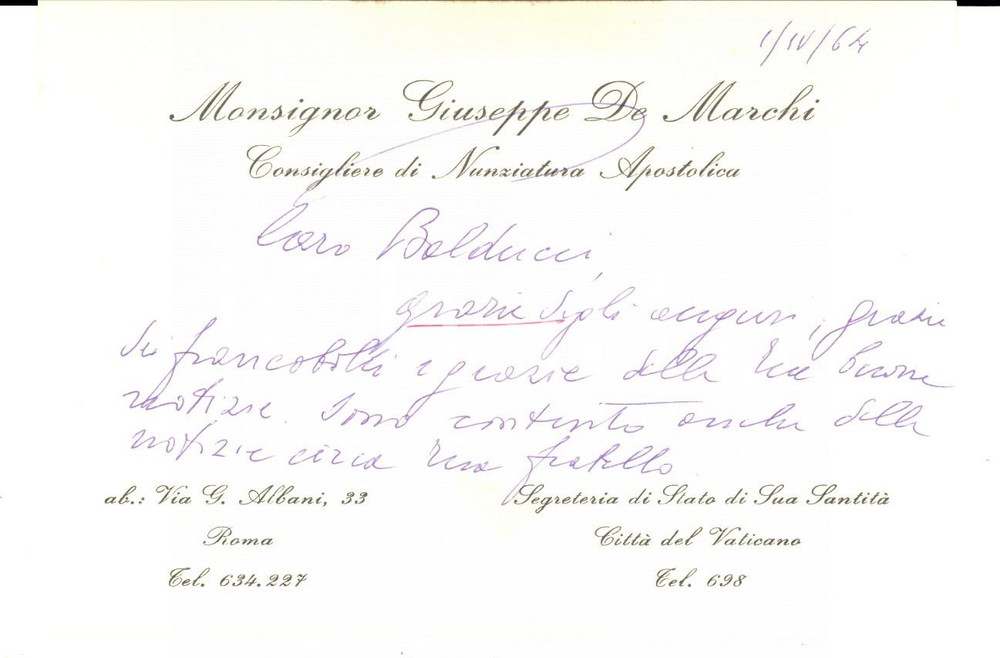 1/IV/64
Monsignor Giuseppe De Marchi
Consigliere di Nunziatura Apostolica
Caro Balducci,
grazie degli auguri, grazie
dei francobolli e grazie delle tue buone
notizie. Sono contento anche delle
notizie circa tuo fratello
ab.: Via G. Albani, 33
Roma
Tel. 634.227
Segreteria di Stato di Sua Santità
Città del Vaticano
Tel. 698